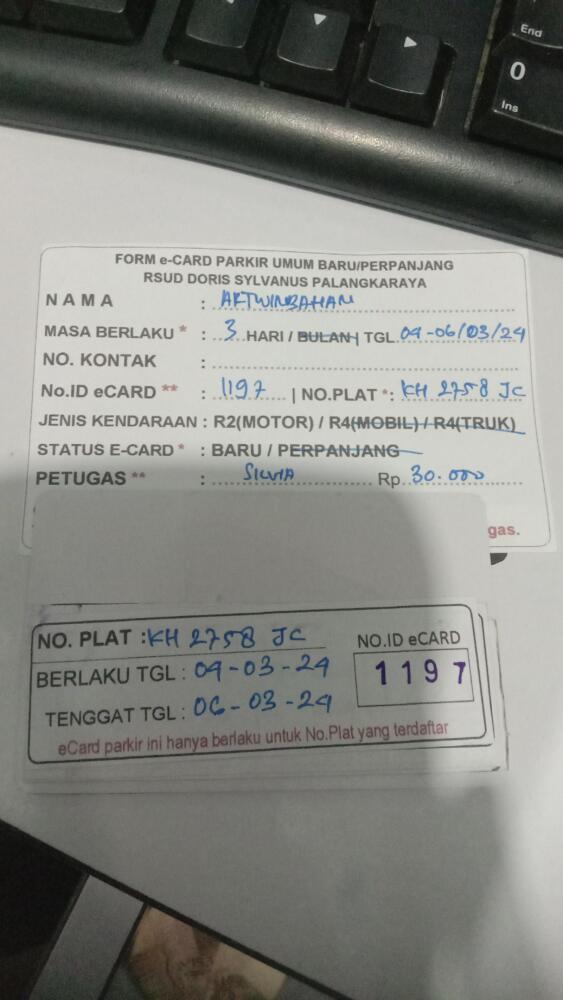 End
0
Ins
FORM e-CARD PARKIR UMUM BARU/PERPANJANG
RSUD DORIS SYLVANUS PALANGKARAYA
NAMA : ARTWINBAHAN
MASA BERLAKU * : 3 HARI / BULAN | TGL 04-06/03/24
NO. KONTAK :
No.ID eCARD ** : 1197 | NO.PLAT *: KH 2758 JC
JENIS KENDARAAN : R2(MOTOR) / R4(MOBIL) / R4(TRUK)
STATUS E-CARD * : BARU / PERPANJANG
PETUGAS ** : SILVIA Rp. 30.000
gas.
NO. PLAT : KH 2758 JC
NO.ID eCARD
BERLAKU TGL : 04-03-24
1197
TENGGAT TGL : 06-03-24
eCard parkir ini hanya berlaku untuk No.Plat yang terdaftar